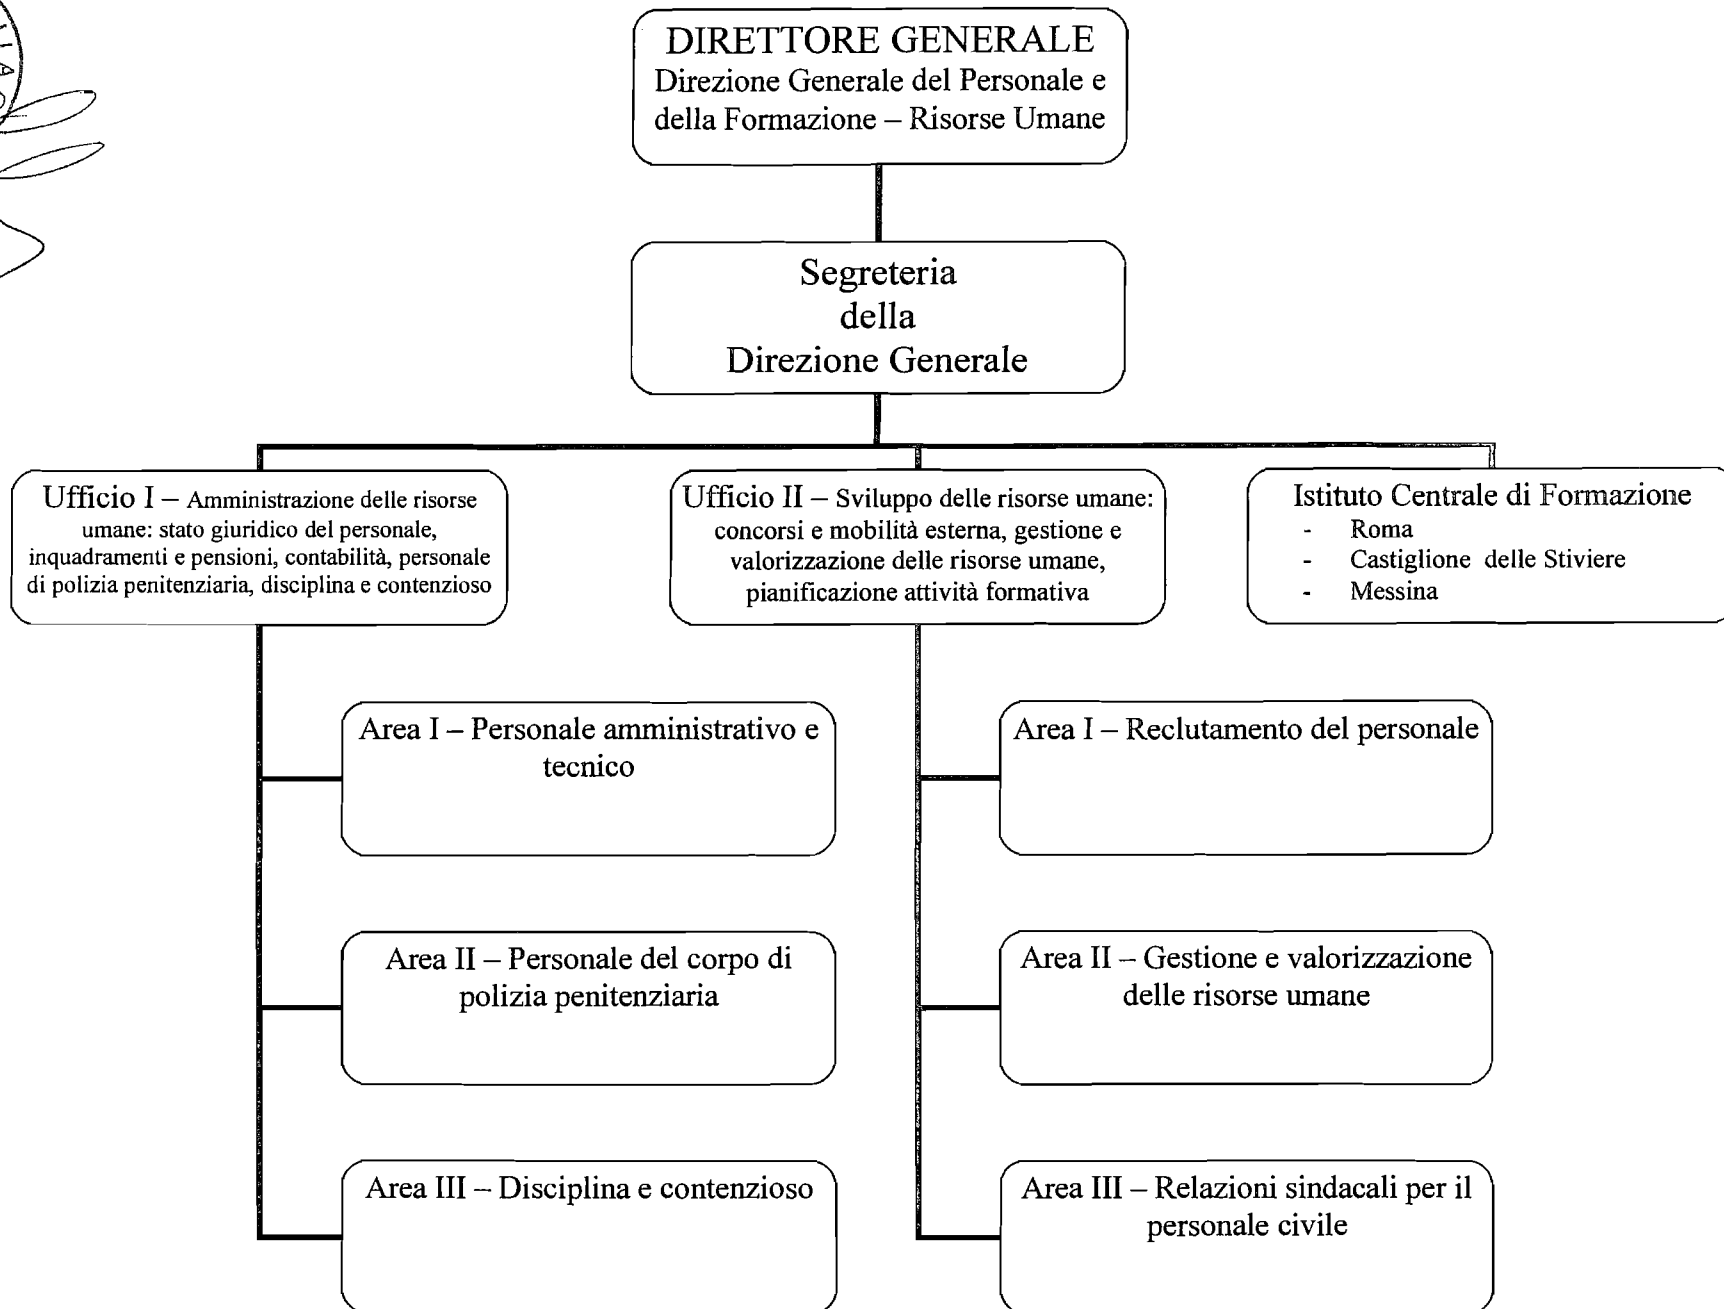 DIRETTORE GENERALE
Direzione Generale del Personale e
della Formazione – Risorse Umane
Segreteria
della
Direzione Generale
Ufficio I – Amministrazione delle risorse
umane: stato giuridico del personale,
inquadramenti e pensioni, contabilità, personale
di polizia penitenziaria, disciplina e contenzioso
Ufficio II – Sviluppo delle risorse umane:
concorsi e mobilità esterna, gestione e
valorizzazione delle risorse umane,
pianificazione attività formativa
Istituto Centrale di Formazione
- Roma
- Castiglione delle Stiviere
- Messina
Area I – Personale amministrativo e
tecnico
Area II – Personale del corpo di
polizia penitenziaria
Area III – Disciplina e contenzioso
Area I – Reclutamento del personale
Area II – Gestione e valorizzazione
delle risorse umane
Area III – Relazioni sindacali per il
personale civile